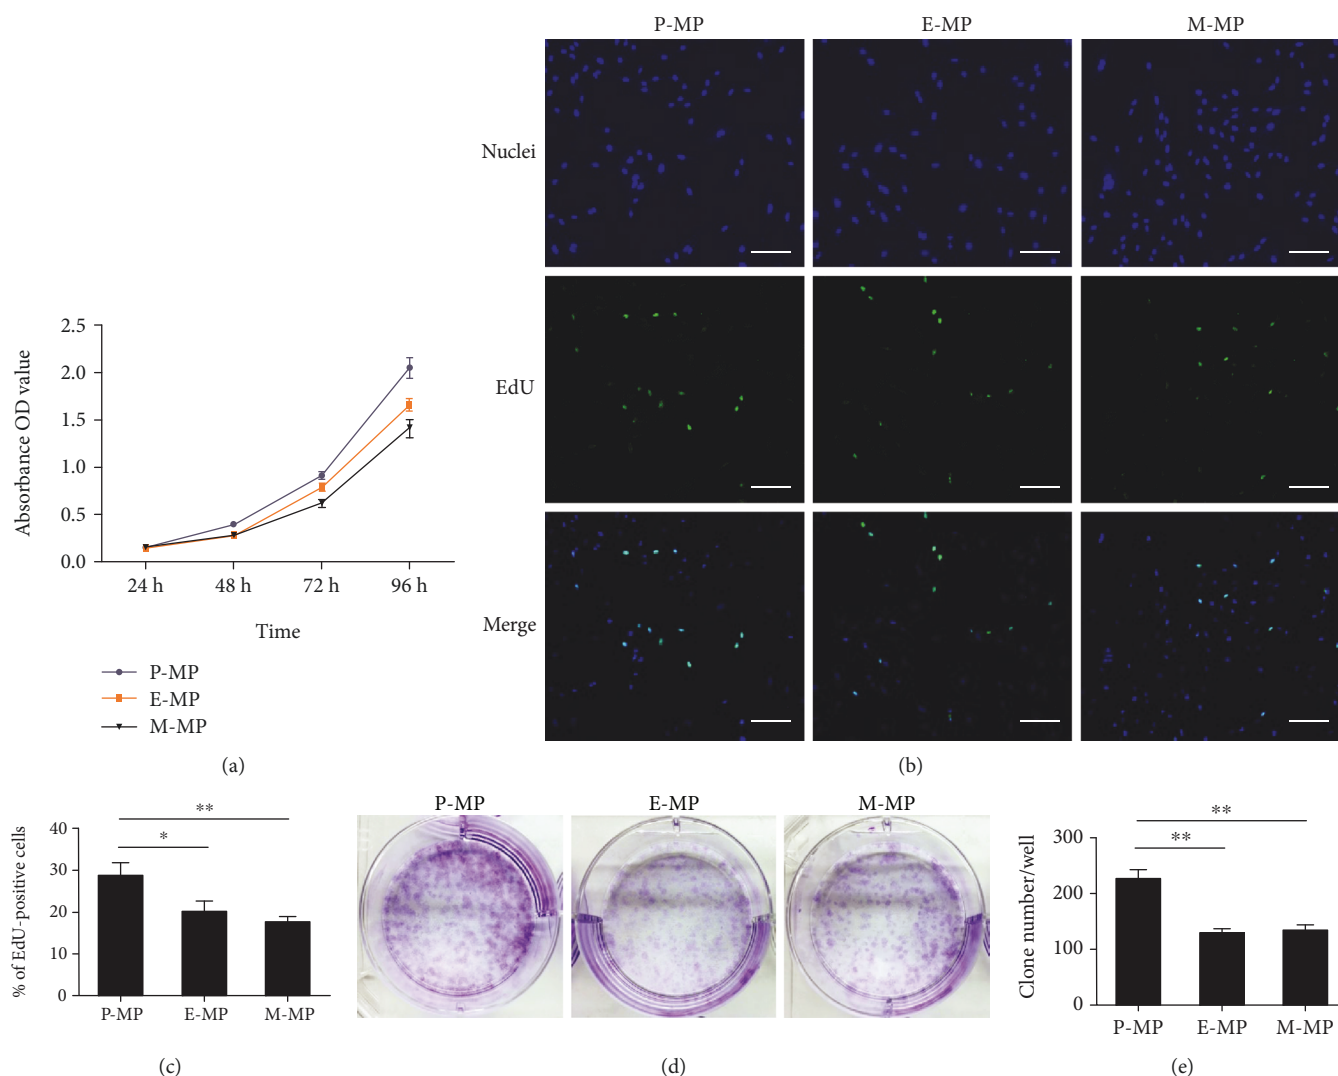 P-MP E-MP M-MP
Nuclei
EdU
Merge
(b)
Absorbance OD value
2.5
2.0
1.5
1.0
0.5
0.0
24 h 48 h 72 h 96 h
Time
P-MP
E-MP
M-MP
(a)
% of EdU-positive cells
40
30
20
10
0
**
*
P-MP E-MP M-MP
(c)
P-MP E-MP M-MP
(d)
Clone number/well
300
200
100
0
**
**
P-MP E-MP M-MP
(e)